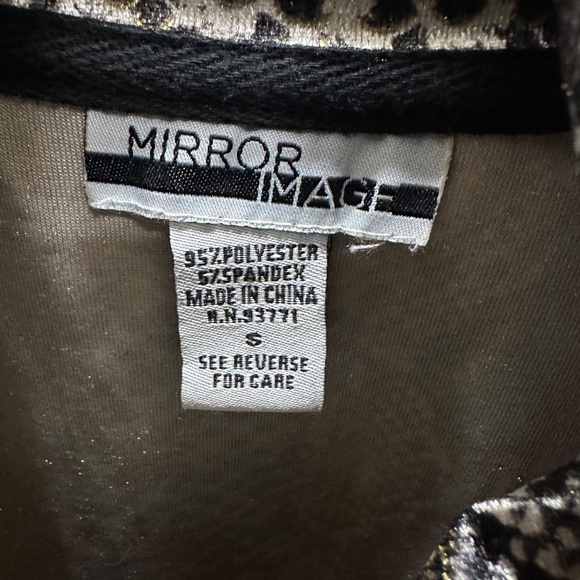 MIRROR
IMAGE
95%POLYESTER
5%SPANDEX
MADE IN CHINA
R.N.93771
S
SEE REVERSE
FOR CARE